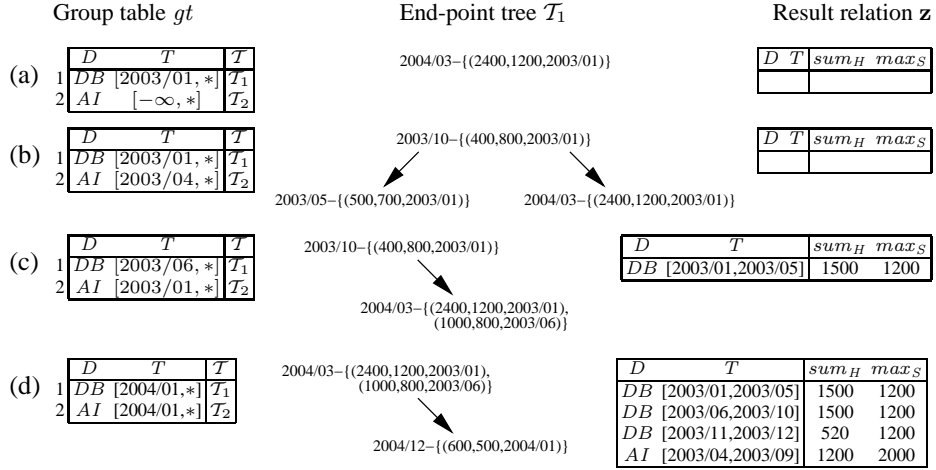 Group table gt
End-point tree T1
Result relation z
(a)
D T T
1 DB [2003/01, ∗] T1
2 AI [−∞, ∗] T2
2004/03–{(2400,1200,2003/01)}
D T sumH maxS
(b)
D T T
1 DB [2003/01, ∗] T1
2 AI [2003/04, ∗] T2
2003/10–{(400,800,2003/01)}
2003/05–{(500,700,2003/01)}
2004/03–{(2400,1200,2003/01)}
D T sumH maxS
(c)
D T T
1 DB [2003/06, ∗] T1
2 AI [2003/01, ∗] T2
2003/10–{(400,800,2003/01)}
2004/03–{(2400,1200,2003/01),
(1000,800,2003/06)}
D T sumH maxS
DB [2003/01,2003/05] 1500 1200
(d)
D T T
1 DB [2004/01,∗] T1
2 AI [2004/01,∗] T2
2004/03–{(2400,1200,2003/01),
(1000,800,2003/06)}
2004/12–{(600,500,2004/01)}
D T sumH maxS
DB [2003/01,2003/05] 1500 1200
DB [2003/06,2003/10] 1500 1200
DB [2003/11,2003/12] 520 1200
AI [2003/04,2003/09] 1200 2000